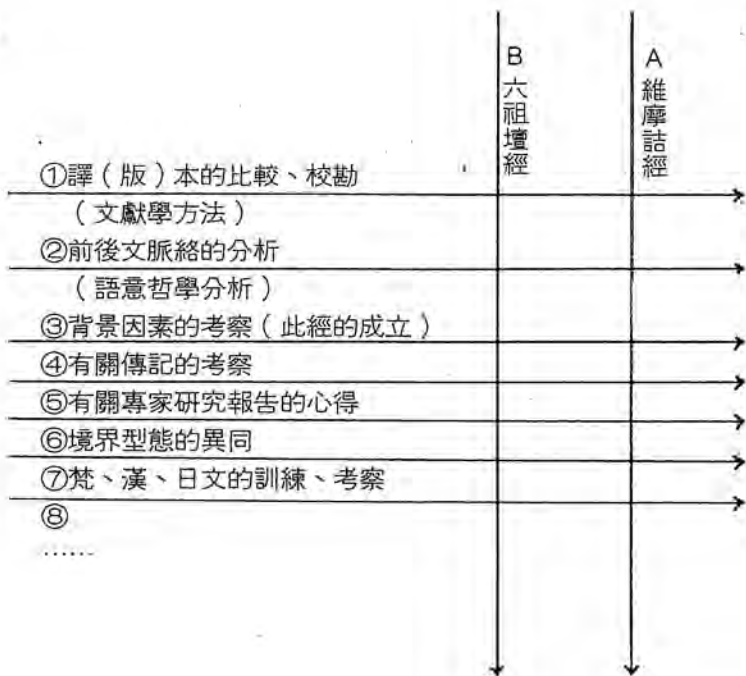 A 維摩詰經
B 六祖壇經
①譯（版）本的比較、校勘
（文獻學方法）
②前後文脈絡的分析
（語意哲學分析）
③背景因素的考察（此經的成立）
④有關傳記的考察
⑤有關專家研究報告的心得
⑥境界型態的異同
⑦梵、漢、日文的訓練、考察
⑧
……